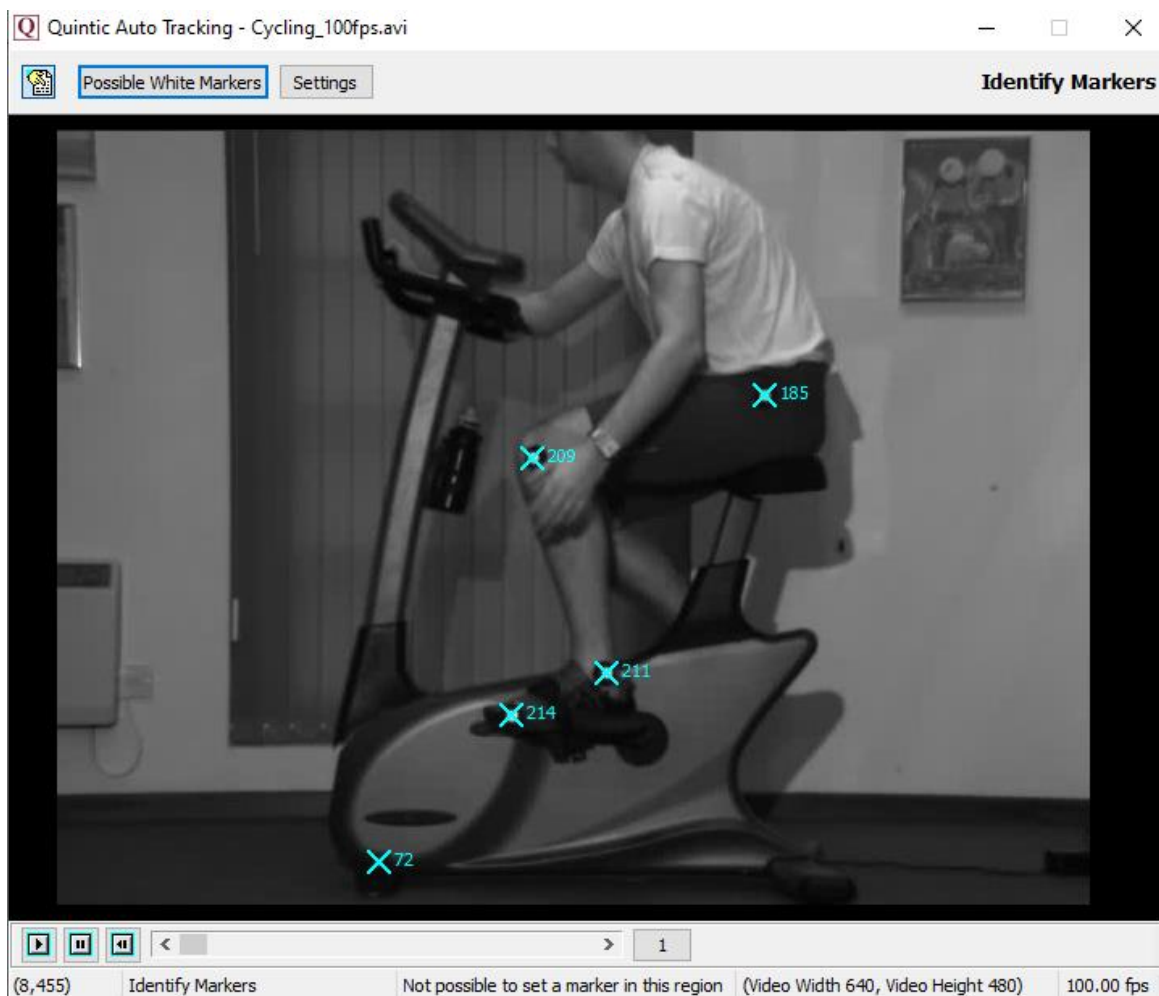 Quintic Auto Tracking - Cycling_100fps.avi
Possible White Markers Settings Identify Markers
185
209
211
214
72
1
(8,455) Identify Markers Not possible to set a marker in this region (Video Width 640, Video Height 480) 100.00 fps